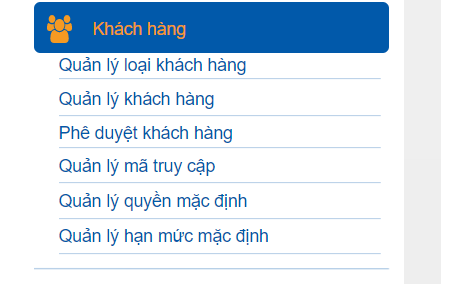 Khách hàng
Quản lý loại khách hàng
Quản lý khách hàng
Phê duyệt khách hàng
Quản lý mã truy cập
Quản lý quyền mặc định
Quản lý hạn mức mặc định